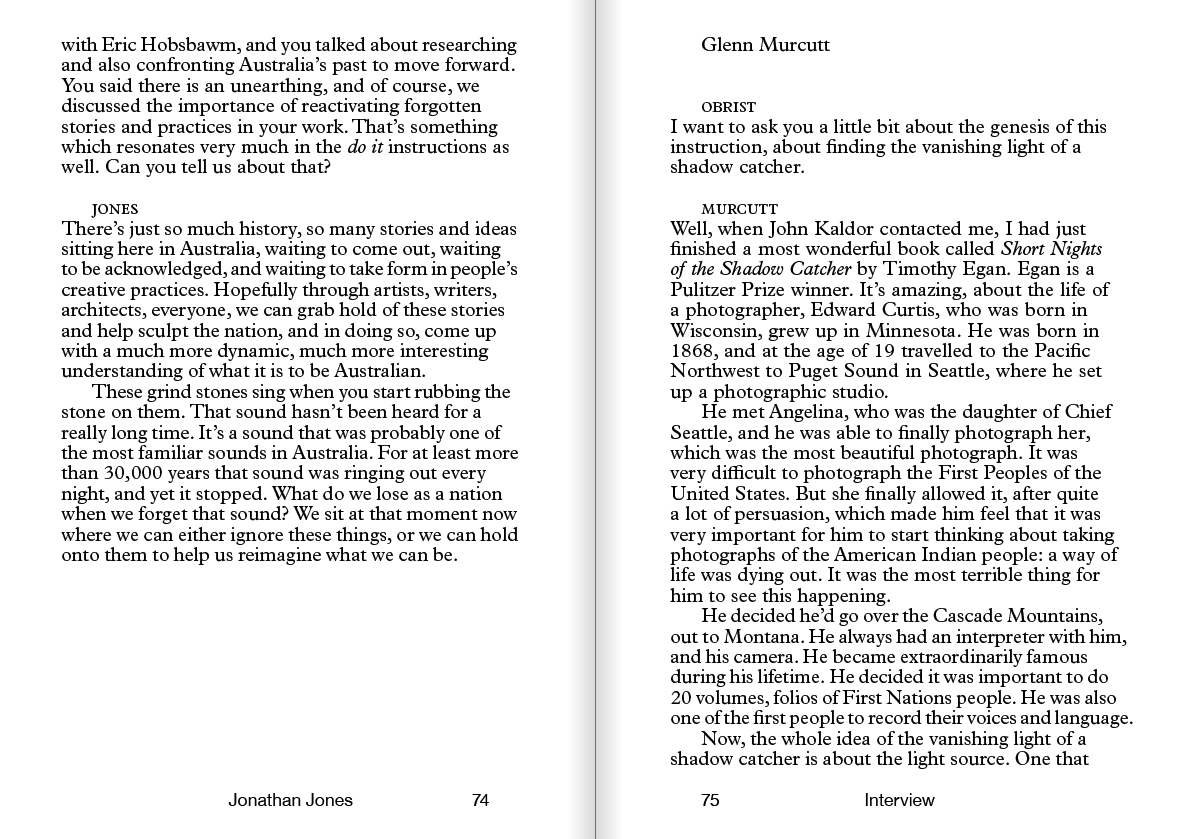 with Eric Hobsbawm, and you talked about researching
and also confronting Australia’s past to move forward.
You said there is an unearthing, and of course, we
discussed the importance of reactivating forgotten
stories and practices in your work. That’s something
which resonates very much in the do it instructions as
well. Can you tell us about that?
JONES
There’s just so much history, so many stories and ideas
sitting here in Australia, waiting to come out, waiting
to be acknowledged, and waiting to take form in people’s
creative practices. Hopefully through artists, writers,
architects, everyone, we can grab hold of these stories
and help sculpt the nation, and in doing so, come up
with a much more dynamic, much more interesting
understanding of what it is to be Australian.
These grind stones sing when you start rubbing the
stone on them. That sound hasn’t been heard for a
really long time. It’s a sound that was probably one of
the most familiar sounds in Australia. For at least more
than 30,000 years that sound was ringing out every
night, and yet it stopped. What do we lose as a nation
when we forget that sound? We sit at that moment now
where we can either ignore these things, or we can hold
onto them to help us reimagine what we can be.
Jonathan Jones 74
Glenn Murcutt
OBRIST
I want to ask you a little bit about the genesis of this
instruction, about finding the vanishing light of a
shadow catcher.
MURCUTT
Well, when John Kaldor contacted me, I had just
finished a most wonderful book called Short Nights
of the Shadow Catcher by Timothy Egan. Egan is a
Pulitzer Prize winner. It’s amazing, about the life of
a photographer, Edward Curtis, who was born in
Wisconsin, grew up in Minnesota. He was born in
1868, and at the age of 19 travelled to the Pacific
Northwest to Puget Sound in Seattle, where he set
up a photographic studio.
He met Angelina, who was the daughter of Chief
Seattle, and he was able to finally photograph her,
which was the most beautiful photograph. It was
very difficult to photograph the First Peoples of the
United States. But she finally allowed it, after quite
a lot of persuasion, which made him feel that it was
very important for him to start thinking about taking
photographs of the American Indian people: a way of
life was dying out. It was the most terrible thing for
him to see this happening.
He decided he’d go over the Cascade Mountains,
out to Montana. He always had an interpreter with him,
and his camera. He became extraordinarily famous
during his lifetime. He decided it was important to do
20 volumes, folios of First Nations people. He was also
one of the first people to record their voices and language.
Now, the whole idea of the vanishing light of a
shadow catcher is about the light source. One that
75 Interview